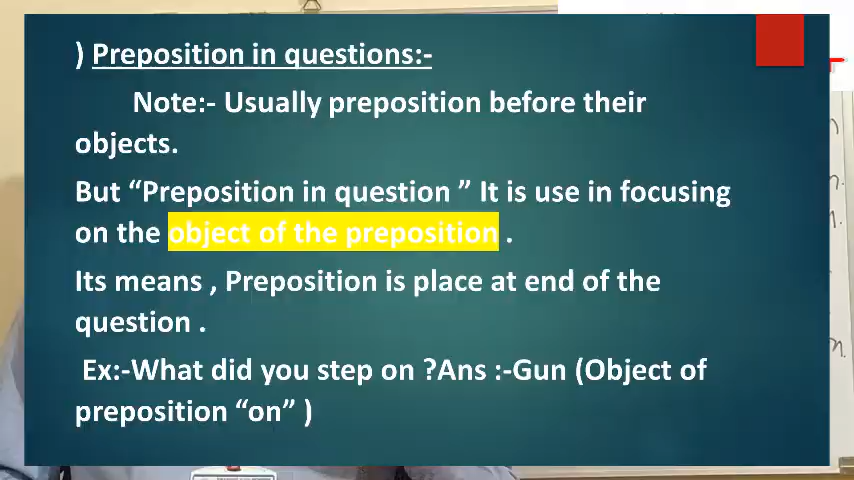 ) Preposition in questions:-
Note:- Usually preposition before their
objects.
But “Preposition in question ” It is use in focusing
on the object of the preposition .
Its means , Preposition is place at end of the
question .
Ex:-What did you step on ?Ans :-Gun (Object of
preposition “on” )